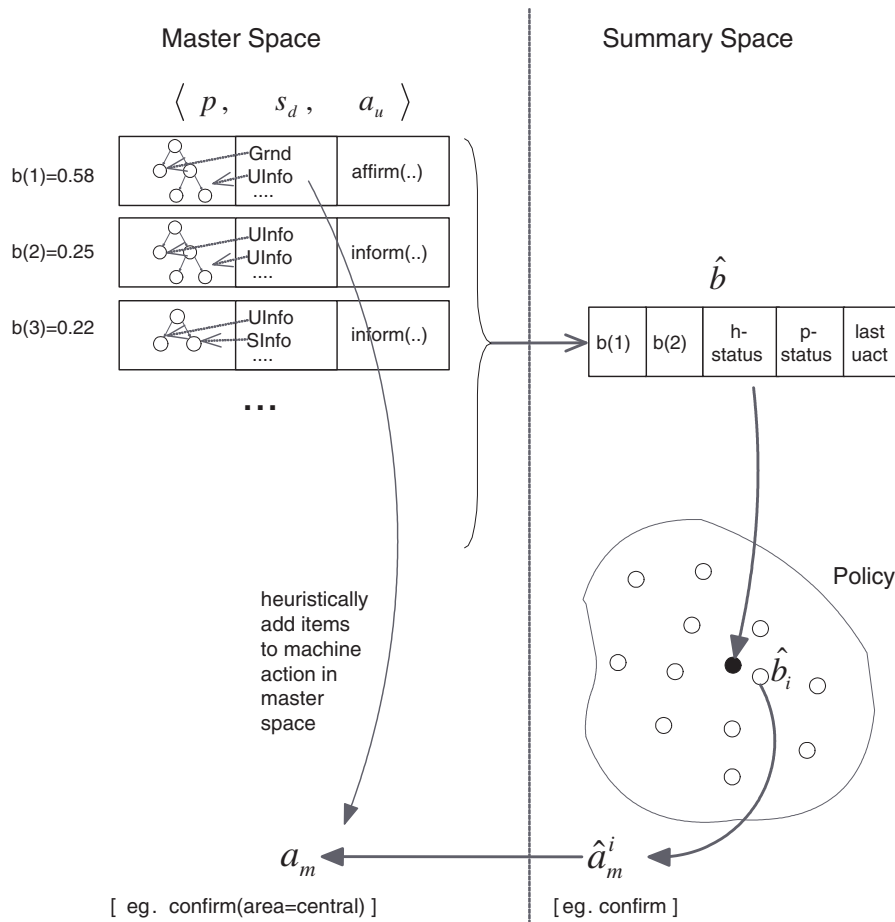 Master Space
Summary Space
⟨ p , s_d , a_u ⟩
b(1)=0.58
Grnd
UInfo
....
affirm(..)
b(2)=0.25
UInfo
UInfo
....
inform(..)
b(3)=0.22
UInfo
SInfo
....
inform(..)
...
b̂
b(1)
b(2)
h-
status
p-
status
last
uact
Policy
b̂_i
heuristically
add items
to machine
action in
master
space
a_m
â_m^i
[ eg. confirm(area=central) ]
[ eg. confirm ]